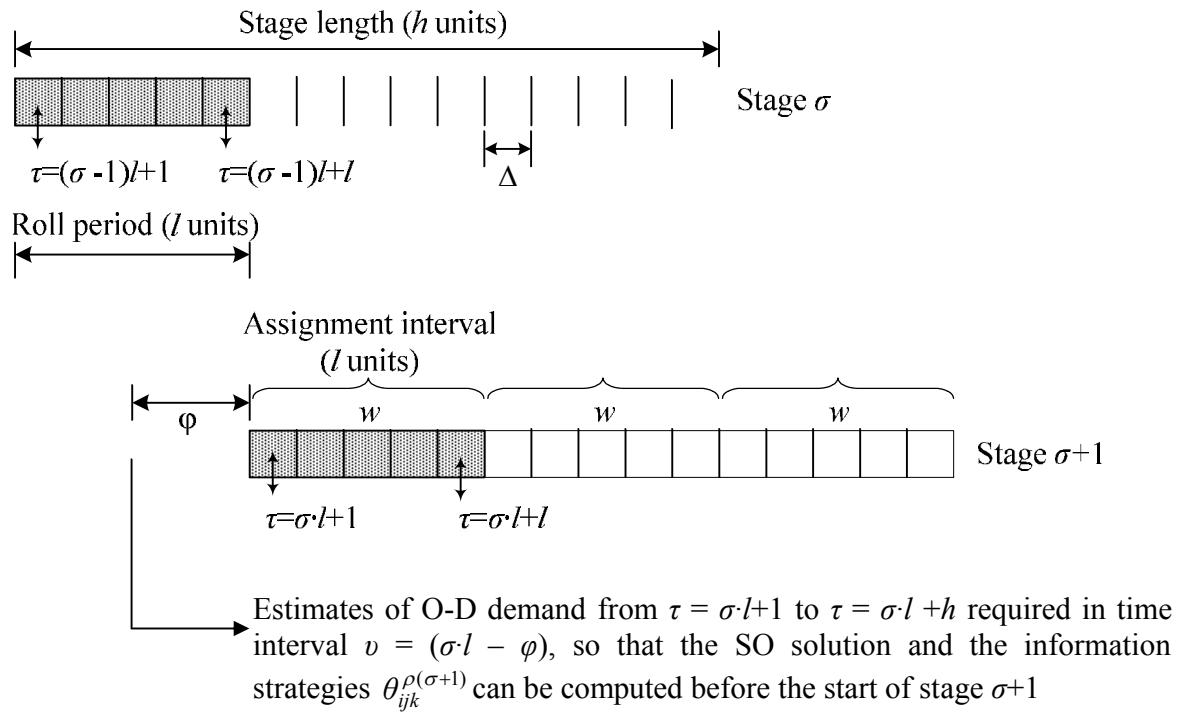 Stage length (h units)
Stage σ
τ=(σ -1)l+1
τ=(σ -1)l+l
Δ
Roll period (l units)
Assignment interval
(l units)
φ
w
w
w
Stage σ+1
τ=σ·l+1
τ=σ·l+l
Estimates of O-D demand from τ = σ·l+1 to τ = σ·l +h required in time
interval υ = (σ·l – φ), so that the SO solution and the information
strategies θ_{ijk}^{ρ(σ+1)} can be computed before the start of stage σ+1